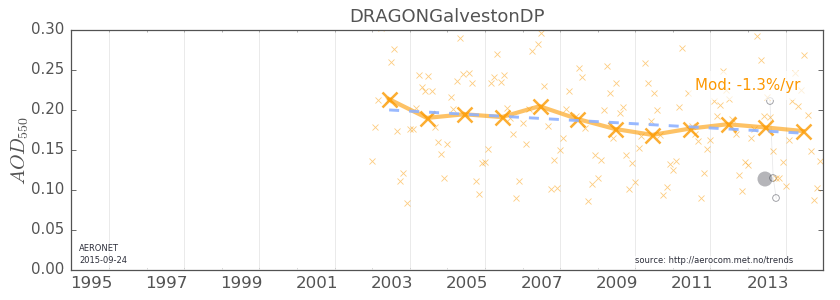 DRAGONGalvestonDP
0.30
0.25
0.20
0.15
0.10
0.05
0.00
AOD550
Mod: -1.3%/yr
AERONET
2015-09-24
source: http://aerocom.met.no/trends
1995 1997 1999 2001 2003 2005 2007 2009 2011 2013